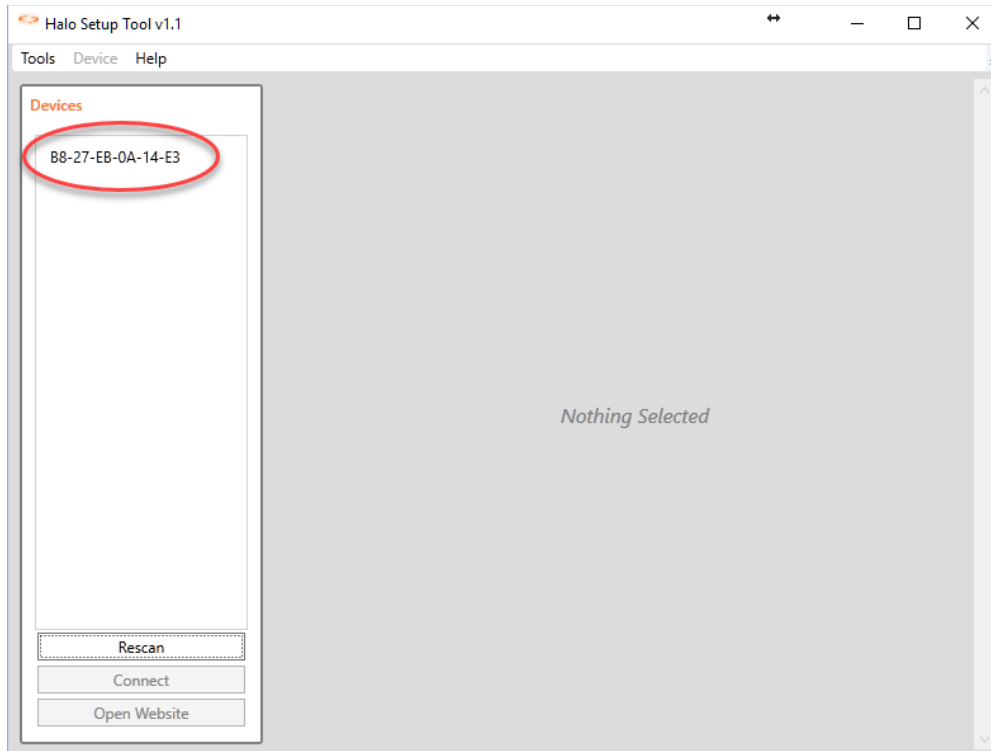 Halo Setup Tool v1.1
Tools Device Help
Devices
B8-27-EB-0A-14-E3
Nothing Selected
Rescan
Connect
Open Website